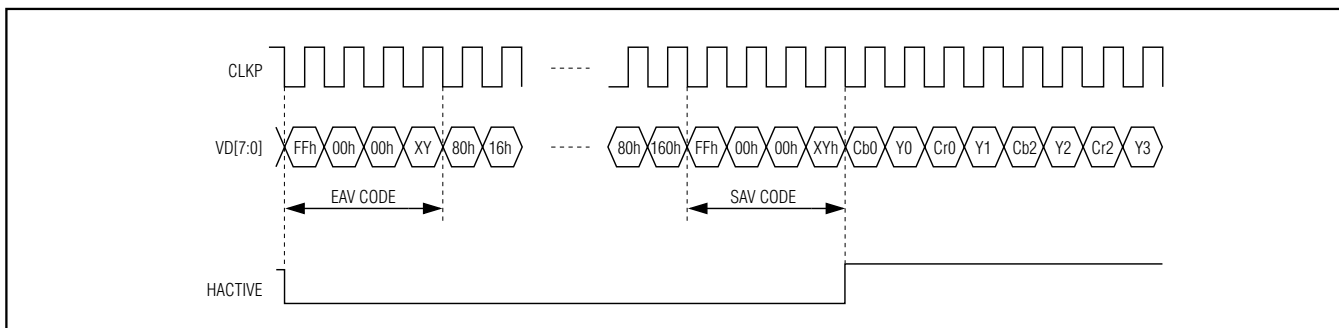 CLKP
VD[7:0] FFh 00h 00h XY 80h 16h 80h 160h FFh 00h 00h XYh Cb0 Y0 Cr0 Y1 Cb2 Y2 Cr2 Y3
EAV CODE SAV CODE
HACTIVE